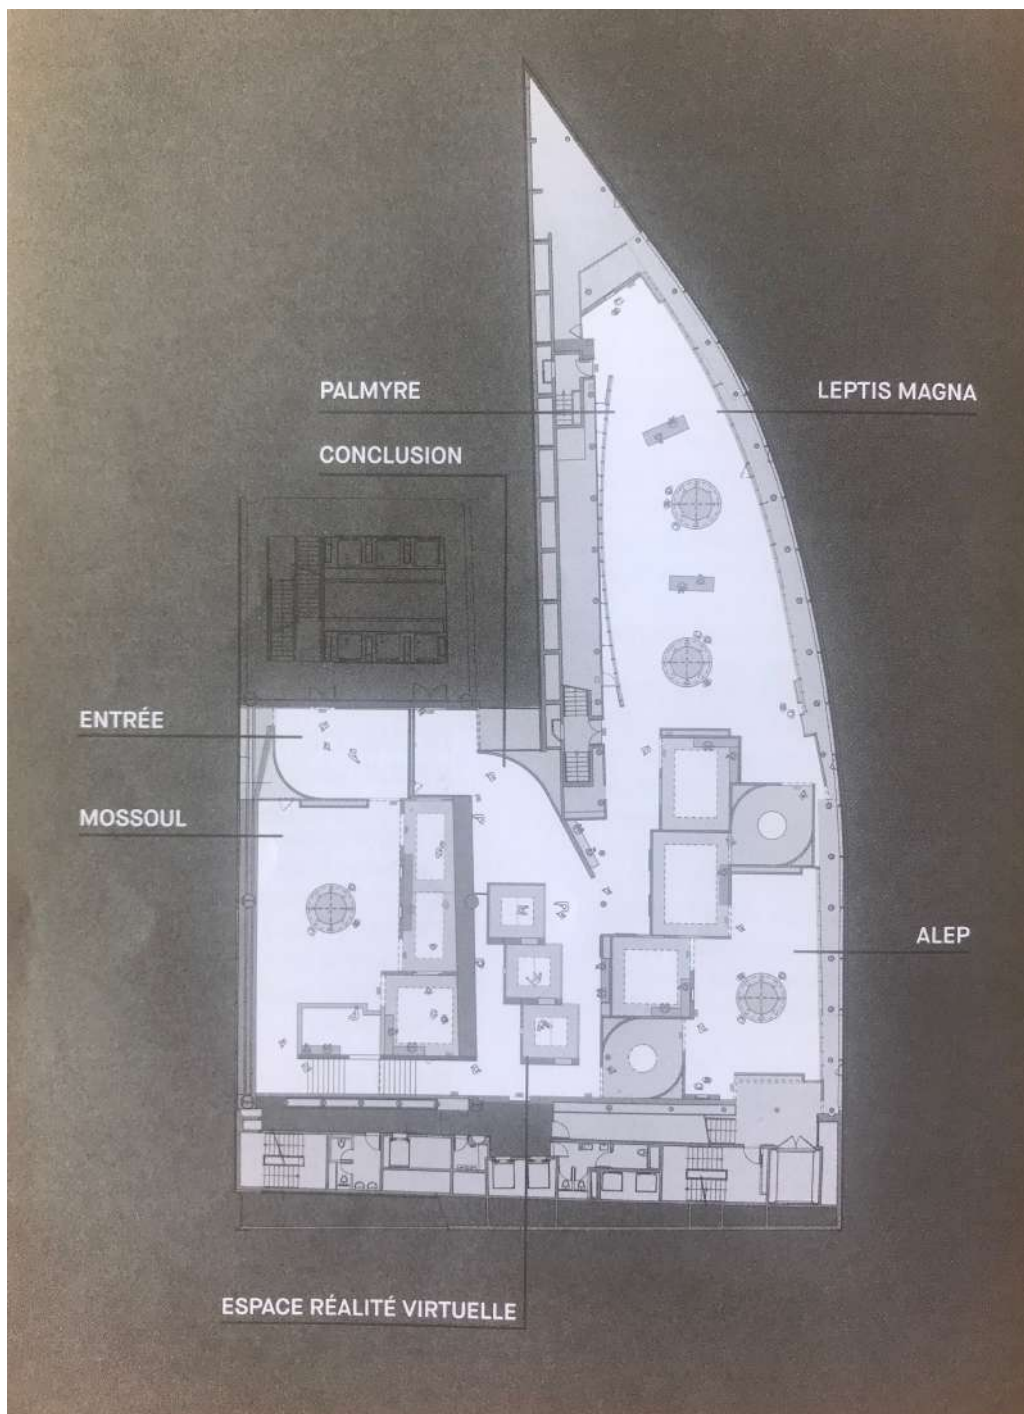 PALMYRE
LEPTIS MAGNA
CONCLUSION
ENTRÉE
MOSSOUL
ALEP
ESPACE RÉALITÉ VIRTUELLE